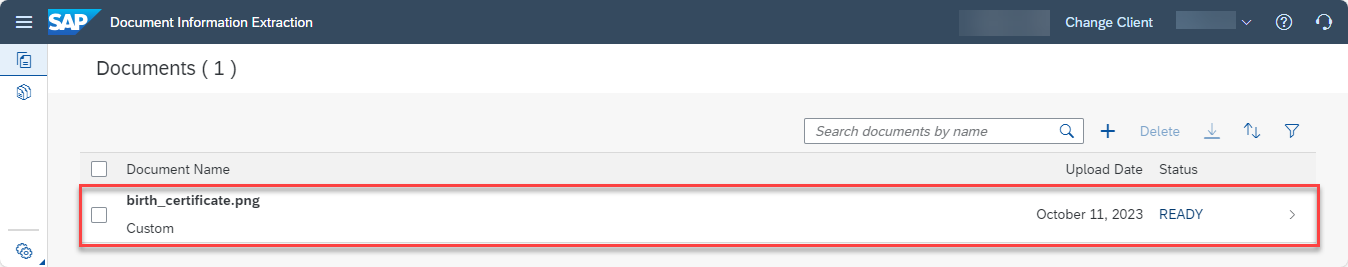 SAP Document Information Extraction Change Client
Documents ( 1 )
Search documents by name Delete
Document Name Upload Date Status
birth_certificate.png
October 11, 2023 READY
Custom